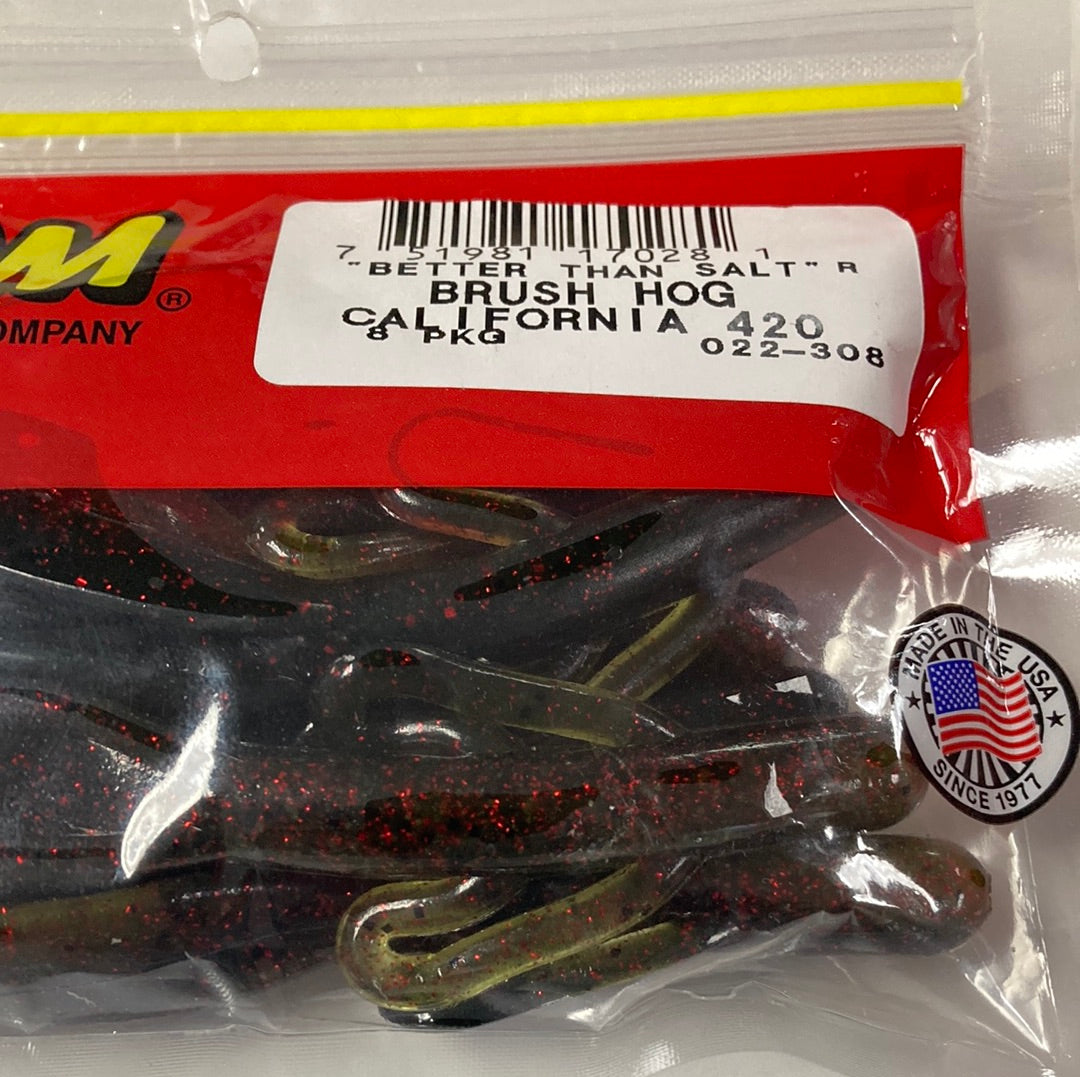 M®
OMPANY
7 51981 17028 1
"BETTER THAN SALT" R
BRUSH HOG
CALIFORNIA 420
8 PKG 022-308
MADE IN THE USA
SINCE 1977